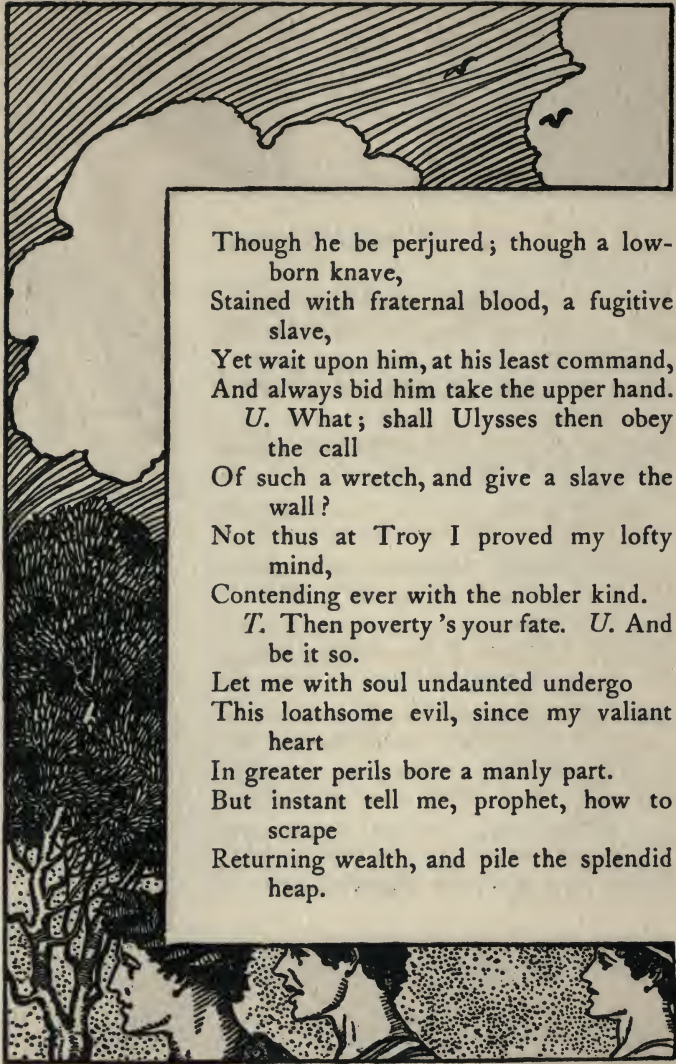 Though he be perjured; though a low-
born knave,
Stained with fraternal blood, a fugitive
slave,
Yet wait upon him, at his least command,
And always bid him take the upper hand.
U. What; shall Ulysses then obey
the call
Of such a wretch, and give a slave the
wall?
Not thus at Troy I proved my lofty
mind,
Contending ever with the nobler kind.
T. Then poverty 's your fate. U. And
be it so.
Let me with soul undaunted undergo
This loathsome evil, since my valiant
heart
In greater perils bore a manly part.
But instant tell me, prophet, how to
scrape
Returning wealth, and pile the splendid
heap.